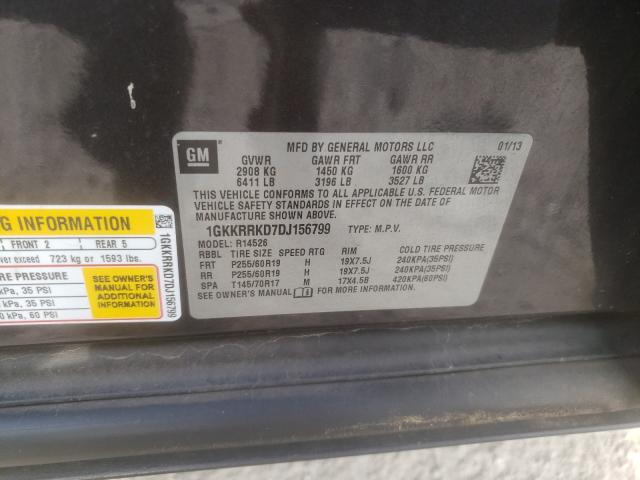 GM
MFD BY GENERAL MOTORS LLC 01/13
GVWR GAWR FRT GAWR RR
2908 KG 1450 KG 1600 KG
6411 LB 3196 LB 3527 LB
THIS VEHICLE CONFORMS TO ALL APPLICABLE U.S. FEDERAL MOTOR
VEHICLE SAFETY STANDARDS IN EFFECT ON THE DATE OF
MANUFACTURE SHOWN ABOVE.
1GKKRRKD7DJ156799 TYPE: M.P.V.
MODEL: R14526
RBBL TIRE SIZE SPEED RTG RIM COLD TIRE PRESSURE
FRT P255/60R19 H 19X7.5J 240KPA(35PSI)
RR P255/60R19 H 19X7.5J 240KPA(35PSI)
SPA T145/70R17 M 17X4.5B 420KPA(60PSI)
SEE OWNER'S MANUAL FOR MORE INFORMATION.
G INFORMATION
FRONT 2 REAR 5
exceed 723 kg or 1593 lbs.
RE PRESSURE
kPa, 35 PSI
kPa, 35 PSI
kPa, 60 PSI
SEE OWNER'S
MANUAL FOR
ADDITIONAL
INFORMATION
1GKKRRKD7DJ156799